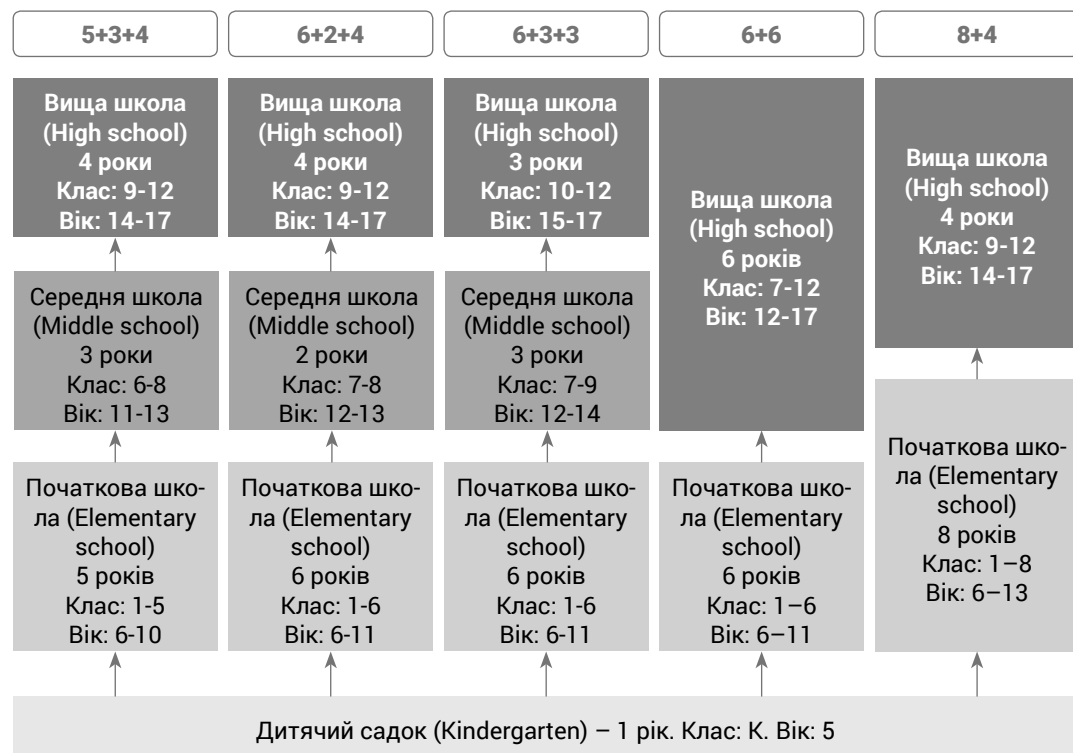 5+3+4
6+2+4
6+3+3
6+6
8+4
Вища школа
(High school)
4 роки
Клас: 9-12
Вік: 14-17
Вища школа
(High school)
4 роки
Клас: 9-12
Вік: 14-17
Вища школа
(High school)
3 роки
Клас: 10-12
Вік: 15-17
Вища школа
(High school)
6 років
Клас: 7-12
Вік: 12-17
Вища школа
(High school)
4 роки
Клас: 9-12
Вік: 14-17
Середня школа
(Middle school)
3 роки
Клас: 6-8
Вік: 11-13
Середня школа
(Middle school)
2 роки
Клас: 7-8
Вік: 12-13
Середня школа
(Middle school)
3 роки
Клас: 7-9
Вік: 12-14
Початкова шко-
ла (Elementary
school)
5 років
Клас: 1-5
Вік: 6-10
Початкова шко-
ла (Elementary
school)
6 років
Клас: 1-6
Вік: 6-11
Початкова шко-
ла (Elementary
school)
6 років
Клас: 1-6
Вік: 6-11
Початкова шко-
ла (Elementary
school)
6 років
Клас: 1–6
Вік: 6–11
Початкова шко-
ла (Elementary
school)
8 років
Клас: 1–8
Вік: 6–13
Дитячий садок (Kindergarten) – 1 рік. Клас: K. Вік: 5